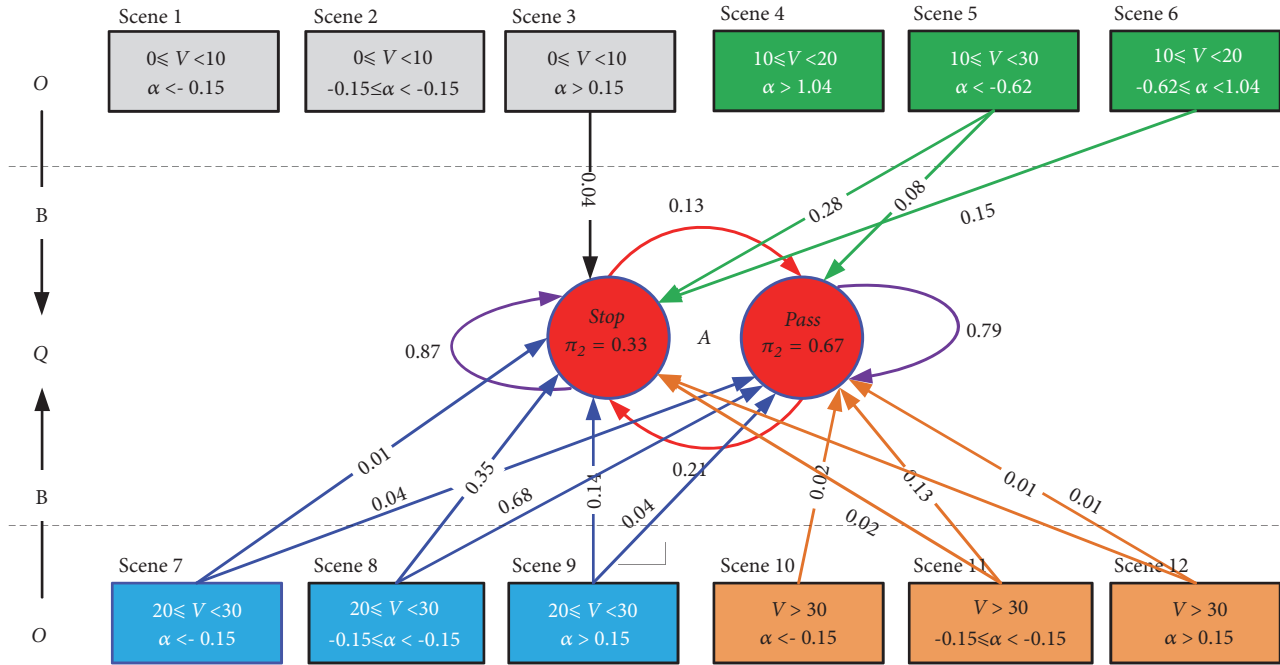 Scene 1
Scene 2
Scene 3
Scene 4
Scene 5
Scene 6
0⩽ V <10
α <- 0.15
0⩽ V <10
-0.15≤α < -0.15
0⩽ V <10
α > 0.15
10⩽ V <20
α > 1.04
10⩽ V <30
α < -0.62
10⩽ V <20
-0.62⩽ α <1.04
O
B
0.04
0.13
0.28
0.08
0.15
Stop
π₂ = 0.33
A
Pass
π₂ = 0.67
0.87
0.79
Q
B
0.01
0.04
0.35
0.68
0.14
0.04
0.21
0.02
0.02
0.13
0.01
0.01
Scene 7
Scene 8
Scene 9
Scene 10
Scene 11
Scene 12
20⩽ V <30
α <- 0.15
20⩽ V <30
-0.15≤α < -0.15
20⩽ V <30
α > 0.15
V > 30
α <- 0.15
V > 30
-0.15≤α < -0.15
V > 30
α > 0.15
O